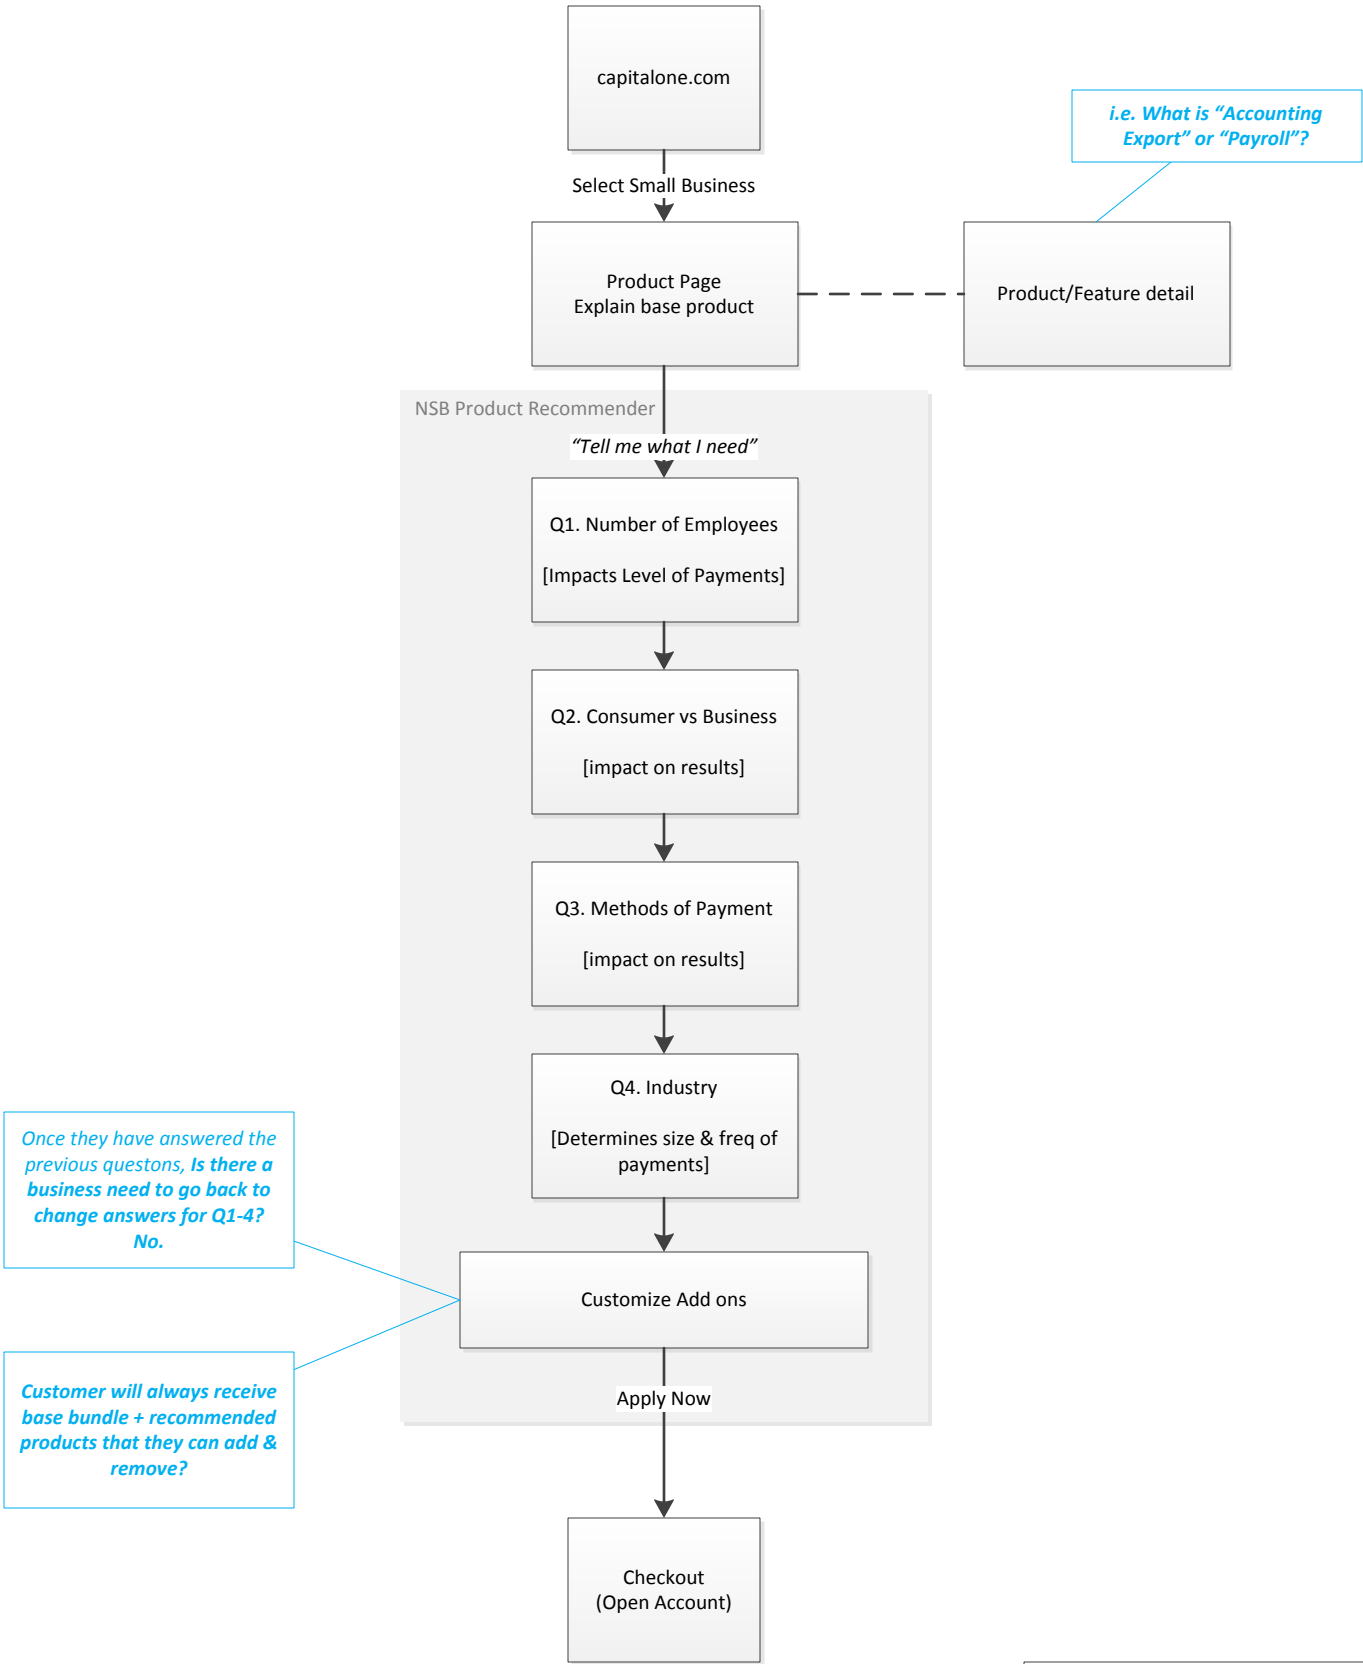 capitalone.com
i.e. What is “Accounting
Export” or “Payroll”?
Select Small Business
Product Page
Explain base product
Product/Feature detail
NSB Product Recommender
“Tell me what I need”
Q1. Number of Employees
[Impacts Level of Payments]
Q2. Consumer vs Business
[impact on results]
Q3. Methods of Payment
[impact on results]
Q4. Industry
[Determines size & freq of
payments]
Once they have answered the
previous questons, Is there a
business need to go back to
change answers for Q1-4?
No.
Customize Add ons
Customer will always receive
base bundle + recommended
products that they can add &
remove?
Apply Now
Checkout
(Open Account)